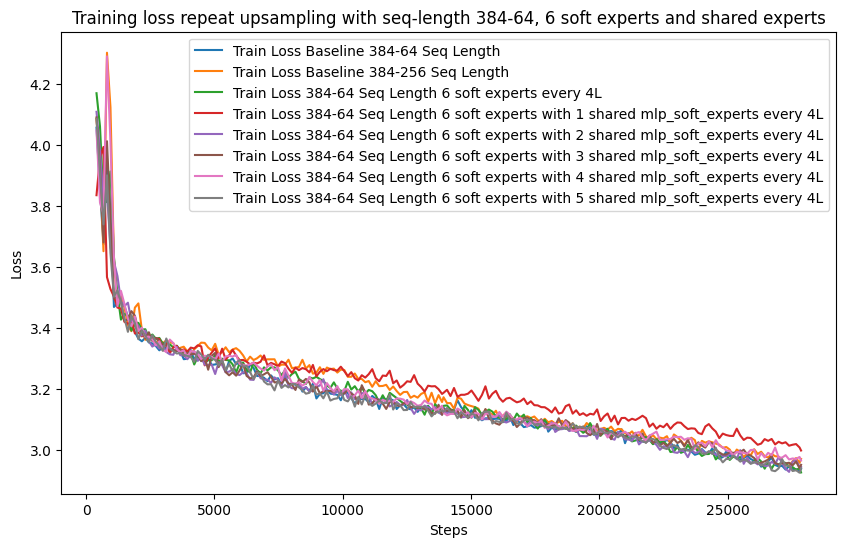 Training loss repeat upsampling with seq-length 384-64, 6 soft experts and shared experts
Train Loss Baseline 384-64 Seq Length
Train Loss Baseline 384-256 Seq Length
Train Loss 384-64 Seq Length 6 soft experts every 4L
Train Loss 384-64 Seq Length 6 soft experts with 1 shared mlp_soft_experts every 4L
Train Loss 384-64 Seq Length 6 soft experts with 2 shared mlp_soft_experts every 4L
Train Loss 384-64 Seq Length 6 soft experts with 3 shared mlp_soft_experts every 4L
Train Loss 384-64 Seq Length 6 soft experts with 4 shared mlp_soft_experts every 4L
Train Loss 384-64 Seq Length 6 soft experts with 5 shared mlp_soft_experts every 4L
4.2
4.0
3.8
3.6
3.4
3.2
3.0
Loss
0 5000 10000 15000 20000 25000
Steps